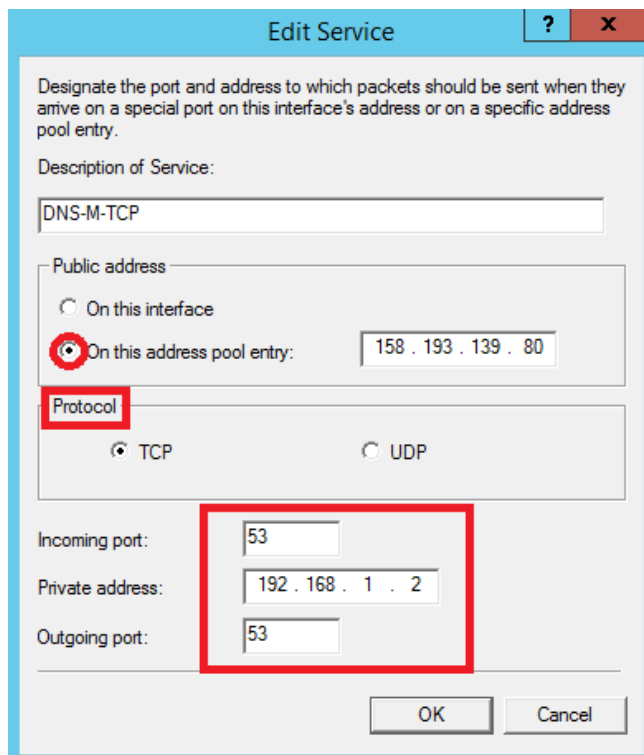 Edit Service
?
x
Designate the port and address to which packets should be sent when they
arrive on a special port on this interface's address or on a specific address
pool entry.
Description of Service:
DNS-M-TCP
Public address
On this interface
On this address pool entry: 158 . 193 . 139 . 80
Protocol
TCP UDP
Incoming port: 53
Private address: 192 . 168 . 1 . 2
Outgoing port: 53
OK Cancel